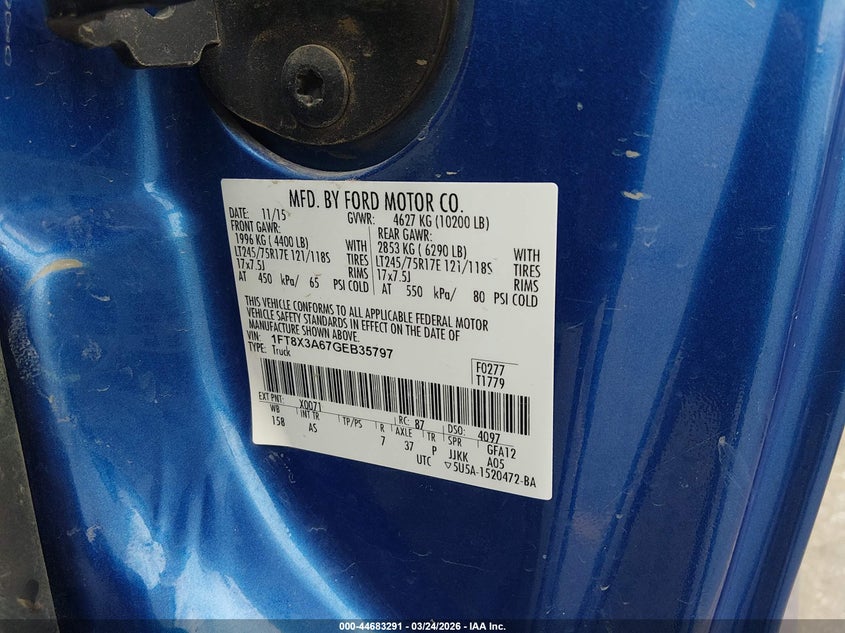 MFD. BY FORD MOTOR CO.
DATE: 11/15 GVWR: 4627 KG (10200 LB)
FRONT GAWR: REAR GAWR:
1996 KG ( 4400 LB) WITH 2853 KG ( 6290 LB) WITH
LT245/75R17E 121/118S TIRES LT245/75R17E 121/118S TIRES
17x7.5J RIMS 17x7.5J RIMS
AT 450 kPa/ 65 PSI COLD AT 550 kPa/ 80 PSI COLD
THIS VEHICLE CONFORMS TO ALL APPLICABLE FEDERAL MOTOR
VEHICLE SAFETY STANDARDS IN EFFECT ON THE DATE OF
MANUFACTURE SHOWN ABOVE.
VIN: 1FT8X3A67GEB35797
TYPE: Truck
F0277
T1779
EXT PNT: X0071 RC: 87 DSO: 4097
WB INT TR TP/PS R AXLE TR SPR GFA12
158 AS 7 37 P JJKK A05
UTC ▽5U5A-1520472-BA
000-44683291 - 03/24/2026 - IAA Inc.